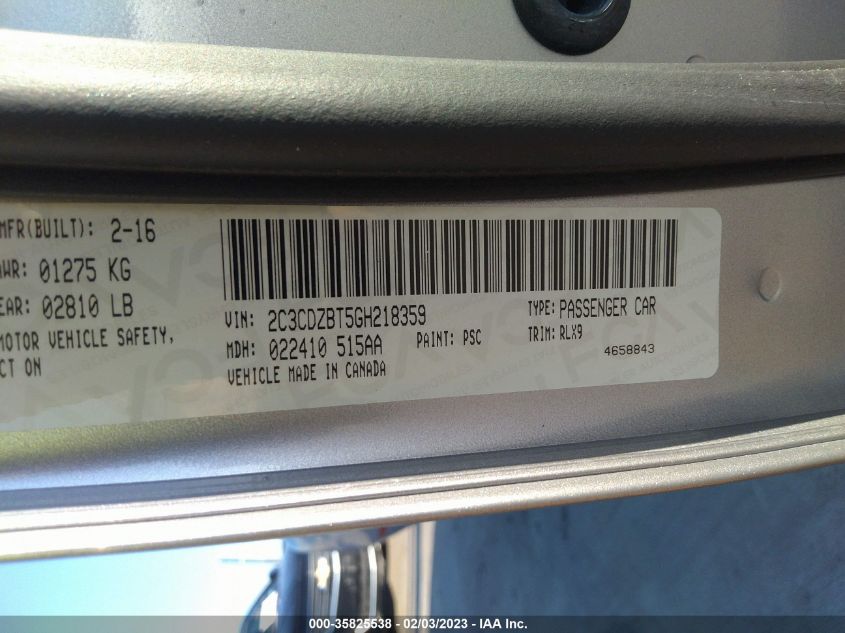 MFR(BUILT): 2-16
AWR: 01275 KG
EAR: 02810 LB
MOTOR VEHICLE SAFETY,
CT ON
VIN: 2C3CDZBT5GH218359
TYPE: PASSENGER CAR
MDH: 022410 515AA
PAINT: PSC
TRIM: RLX9
VEHICLE MADE IN CANADA
4658843
000-35825538 - 02/03/2023 - IAA Inc.